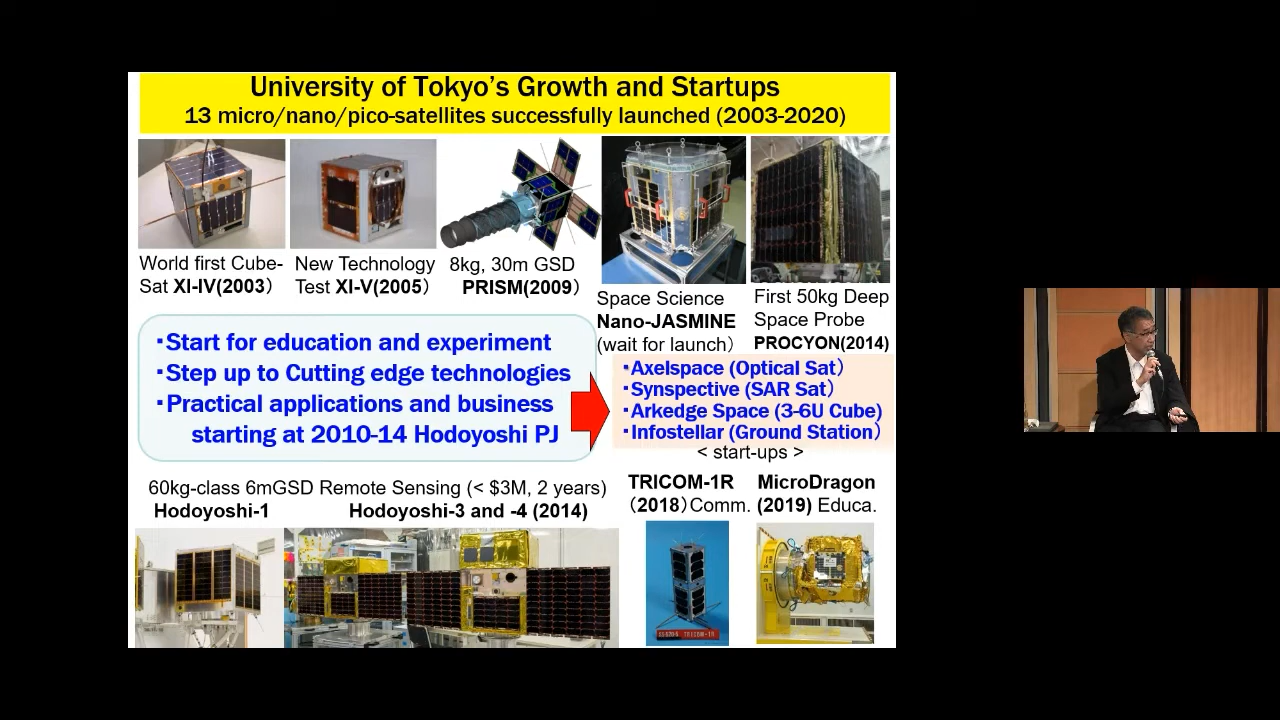 University of Tokyo's Growth and Startups
13 micro/nano/pico-satellites successfully launched (2003-2020)
World first Cube-
Sat XI-IV(2003）
New Technology
Test XI-V(2005）
8kg, 30m GSD
PRISM(2009）
Space Science
Nano-JASMINE
(wait for launch）
First 50kg Deep
Space Probe
PROCYON(2014)
・Start for education and experiment
・Step up to Cutting edge technologies
・Practical applications and business
starting at 2010-14 Hodoyoshi PJ
・Axelspace (Optical Sat）
・Synspective (SAR Sat）
・Arkedge Space (3-6U Cube)
・Infostellar (Ground Station）
< start-ups >
60kg-class 6mGSD Remote Sensing (< $3M, 2 years)
Hodoyoshi-1
Hodoyoshi-3 and -4 (2014)
TRICOM-1R
（2018）Comm.
MicroDragon
(2019) Educa.
TRICOM-1R